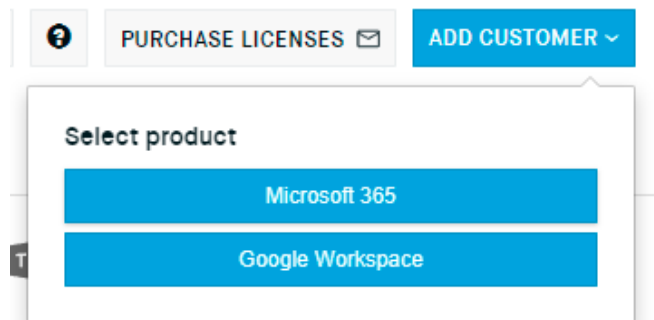 ? PURCHASE LICENSES ADD CUSTOMER
Select product
Microsoft 365
Google Workspace
T